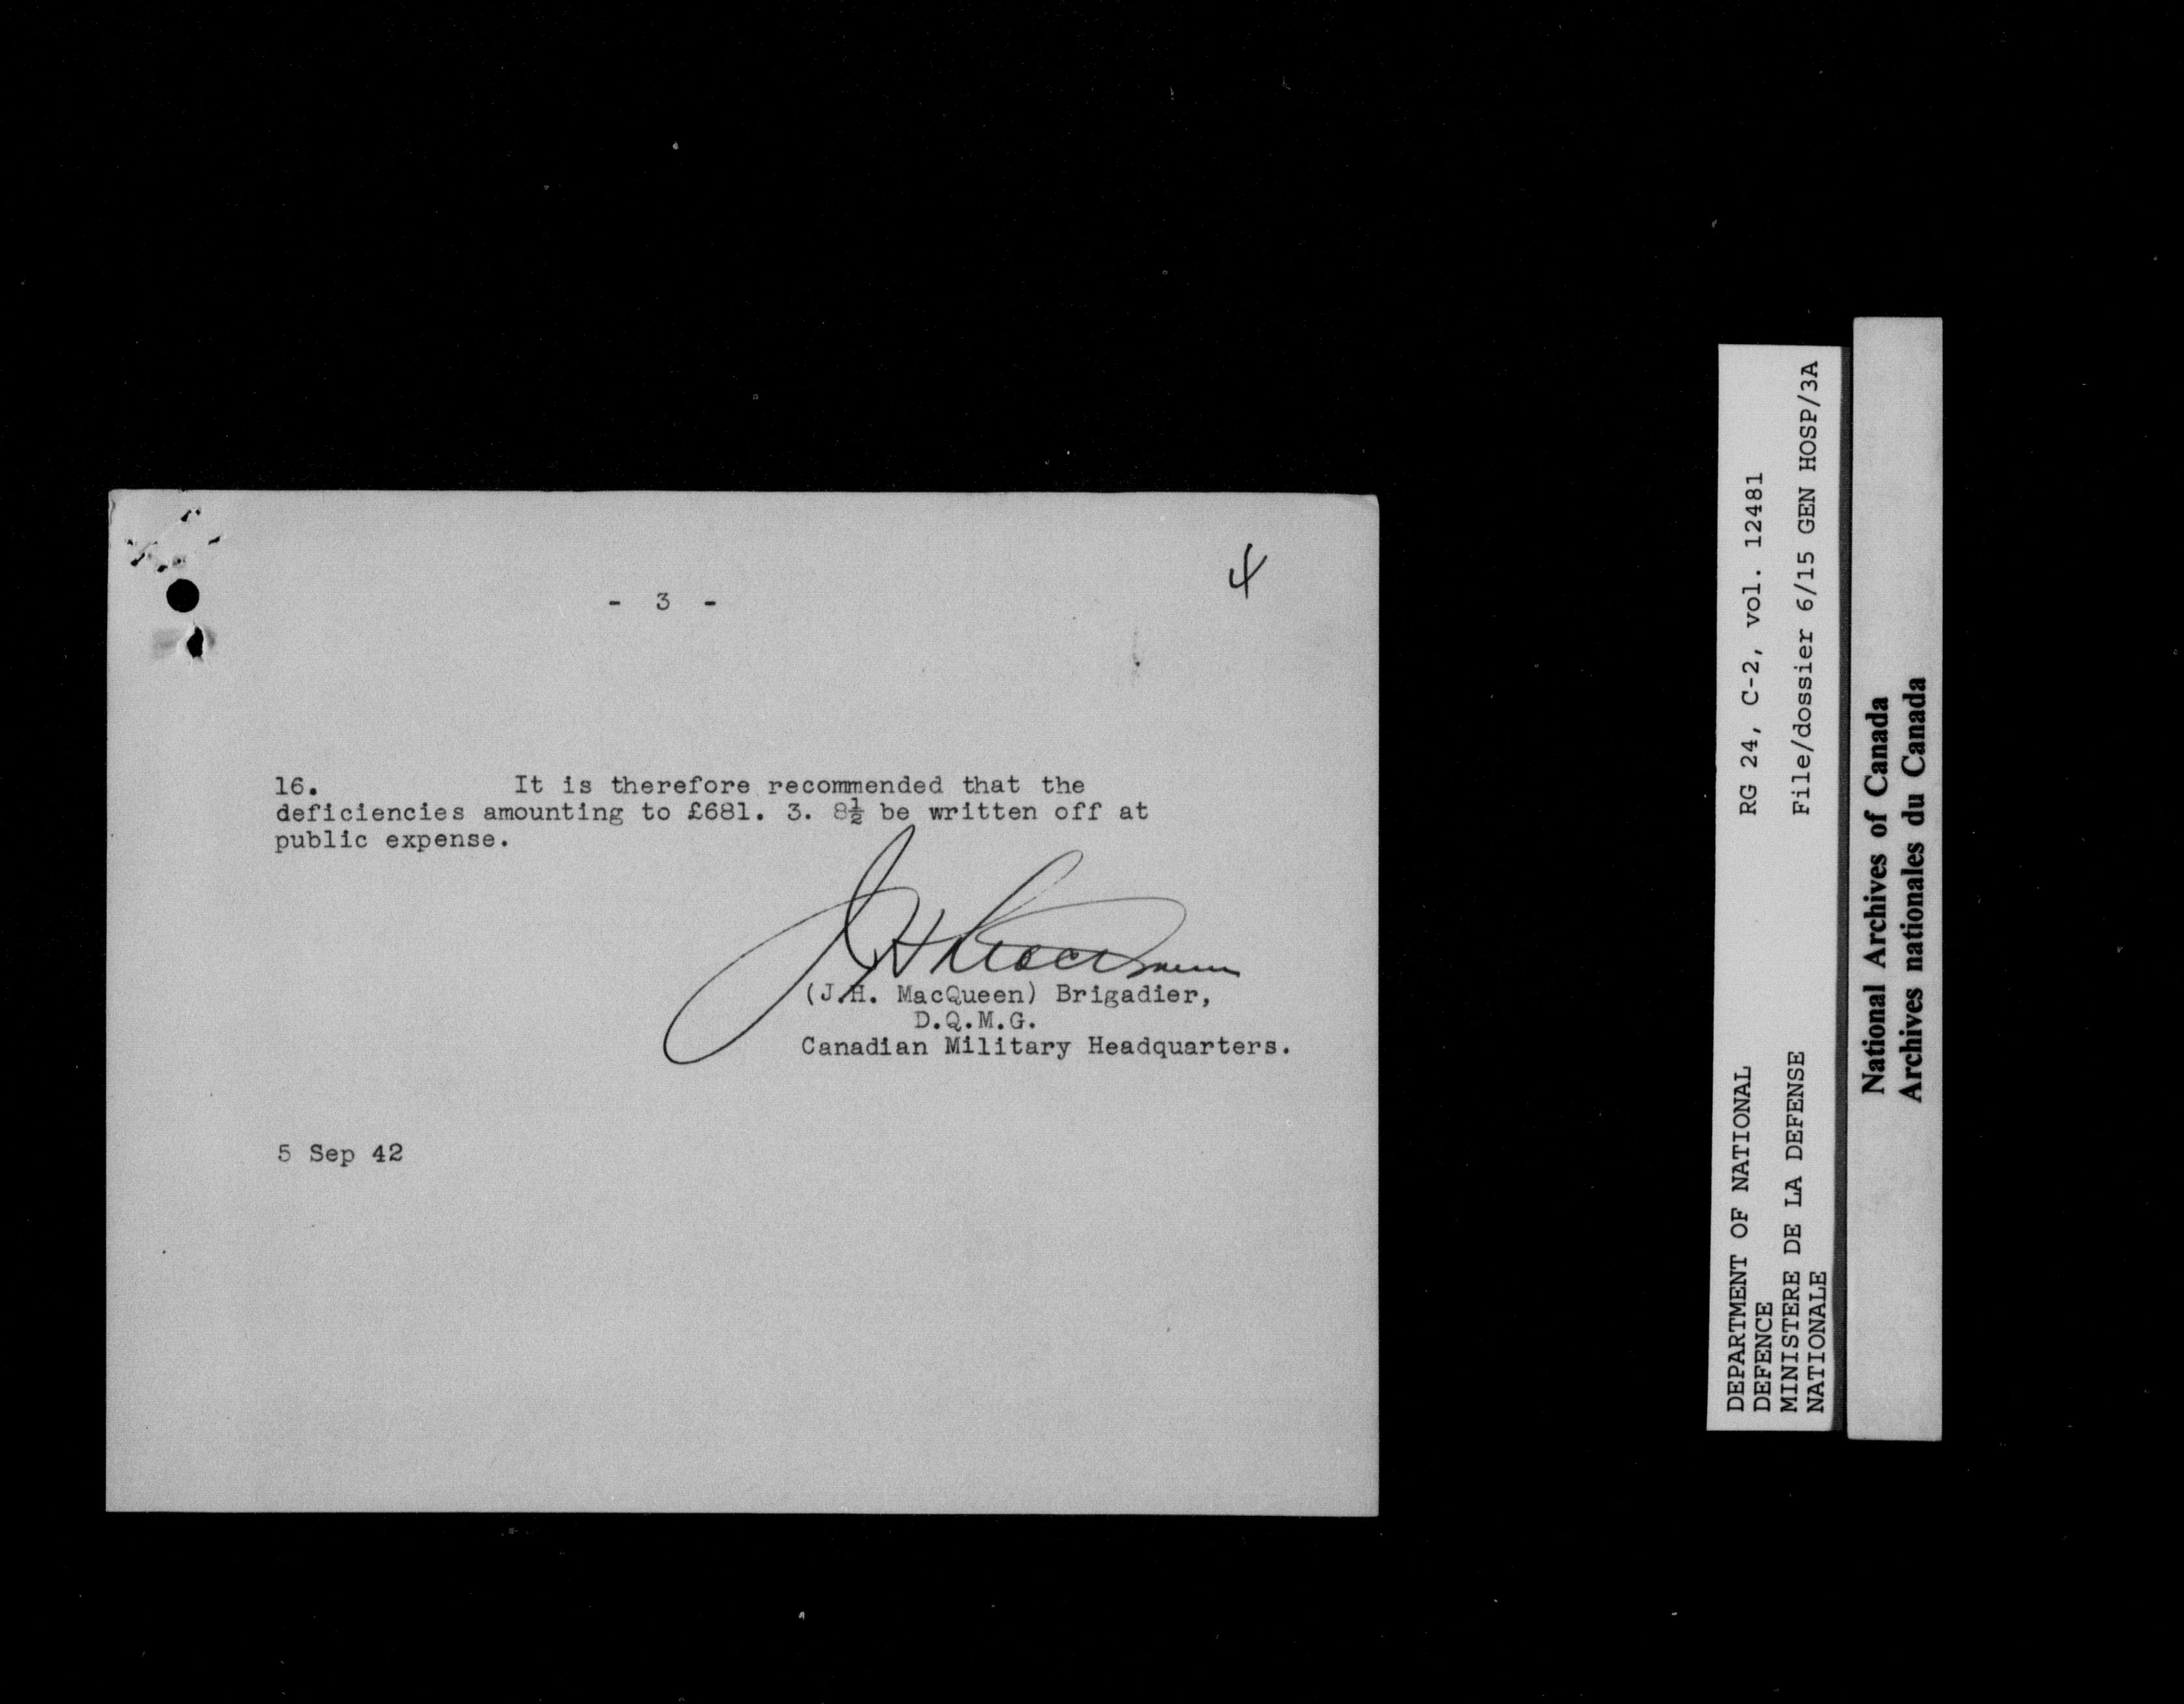 4
- 3 -
16. It is therefore recommended that the
deficiencies amounting to £681. 3. 8½ be written off at
public expense.
(J.H. MacQueen) Brigadier,
D.Q.M.G.
Canadian Military Headquarters.
5 Sep 42
RG 24, C-2, vol. 12481
File/dossier 6/15 GEN HOSP/3A
DEPARTMENT OF NATIONAL
DEFENCE
MINISTERE DE LA DEFENSE
NATIONALE
National Archives of Canada
Archives nationales du Canada